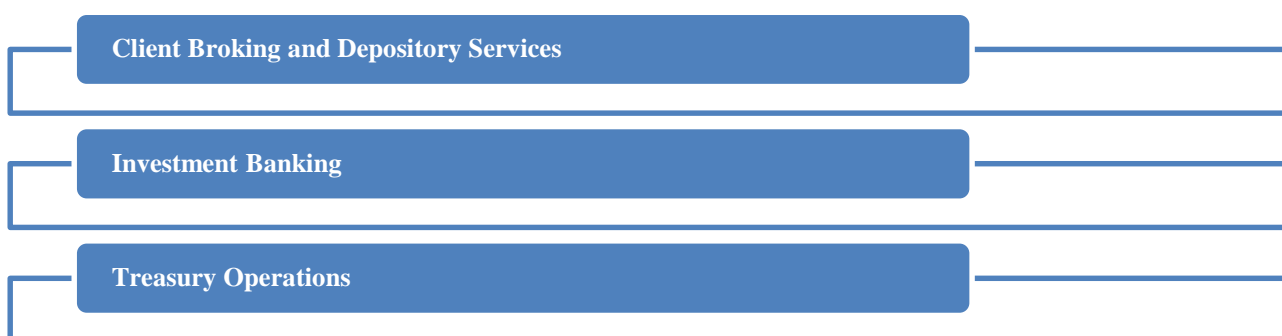 Client Broking and Depository Services
Investment Banking
Treasury Operations